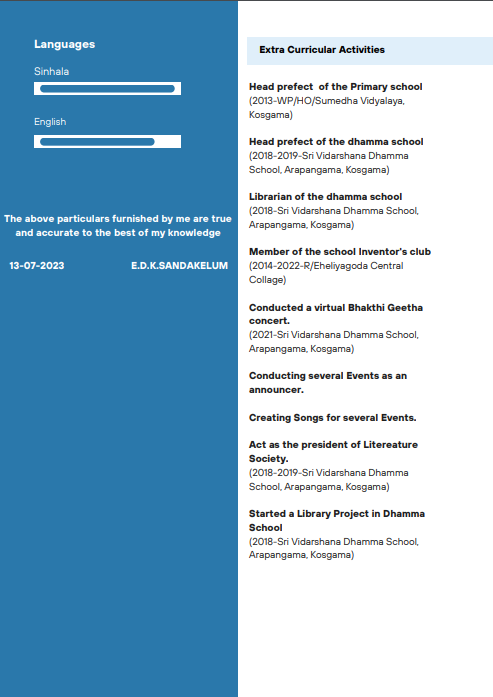 Languages
Sinhala
English
The above particulars furnished by me are true
and accurate to the best of my knowledge
13-07-2023 E.D.K.SANDAKELUM
Extra Curricular Activities
Head prefect of the Primary school
(2013-WP/HO/Sumedha Vidyalaya,
Kosgama)
Head prefect of the dhamma school
(2018-2019-Sri Vidarshana Dhamma
School, Arapangama, Kosgama)
Librarian of the dhamma school
(2018-Sri Vidarshana Dhamma School,
Arapangama, Kosgama)
Member of the school Inventor's club
(2014-2022-R/Eheliyagoda Central
Collage)
Conducted a virtual Bhakthi Geetha
concert.
(2021-Sri Vidarshana Dhamma School,
Arapangama, Kosgama)
Conducting several Events as an
announcer.
Creating Songs for several Events.
Act as the president of Litereature
Society.
(2018-2019-Sri Vidarshana Dhamma
School, Arapangama, Kosgama)
Started a Library Project in Dhamma
School
(2018-Sri Vidarshana Dhamma School,
Arapangama, Kosgama)